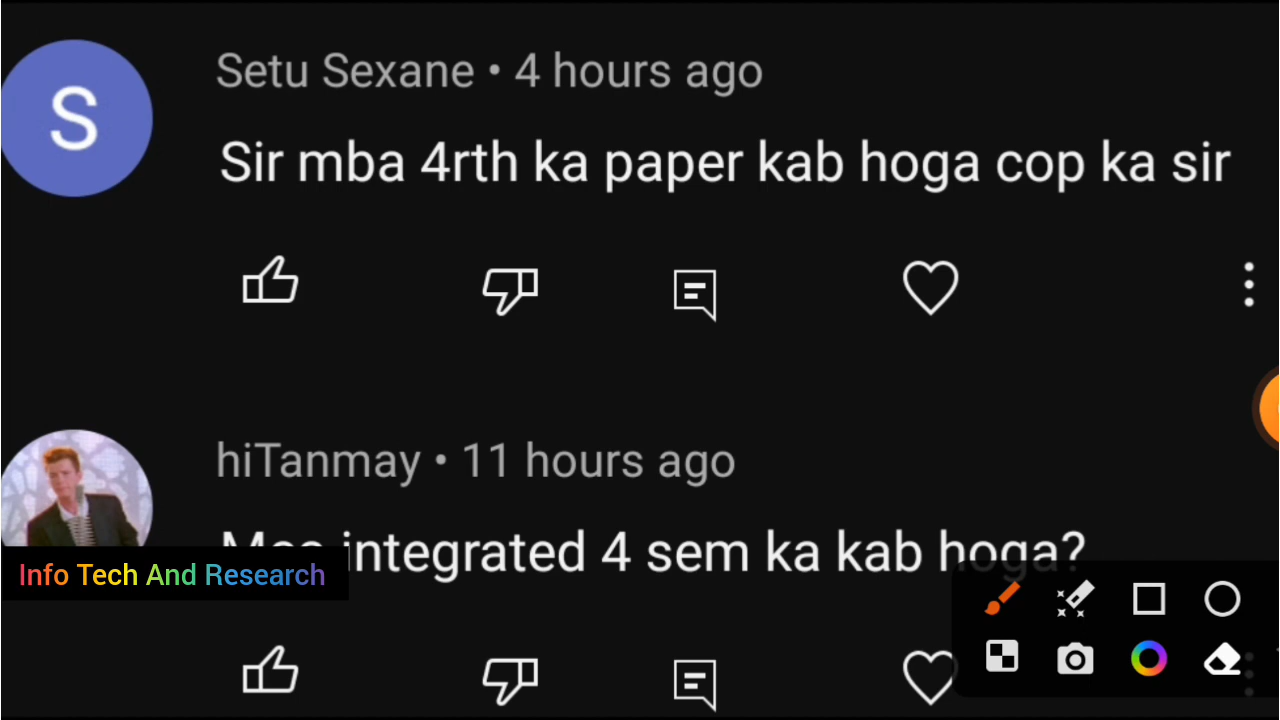 S
Setu Sexane • 4 hours ago
Sir mba 4rth ka paper kab hoga cop ka sir
hiTanmay • 11 hours ago
integrated 4 sem ka kab hoga?
Info Tech And Research